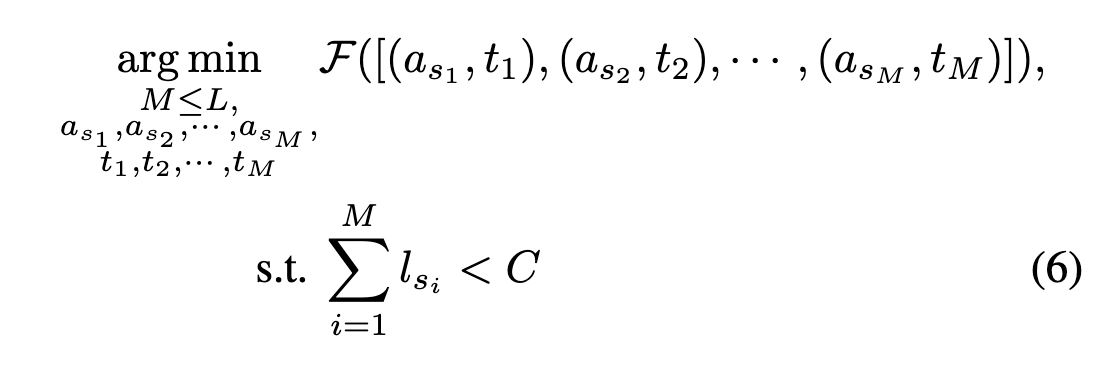 arg min F([(a_{s_1}, t_1), (a_{s_2}, t_2), ⋯ , (a_{s_M}, t_M)]),
M≤L,
a_{s_1},a_{s_2},⋯,a_{s_M},
t_1,t_2,⋯,t_M
s.t. \sum_{i=1}^{M} l_{s_i} < C (6)